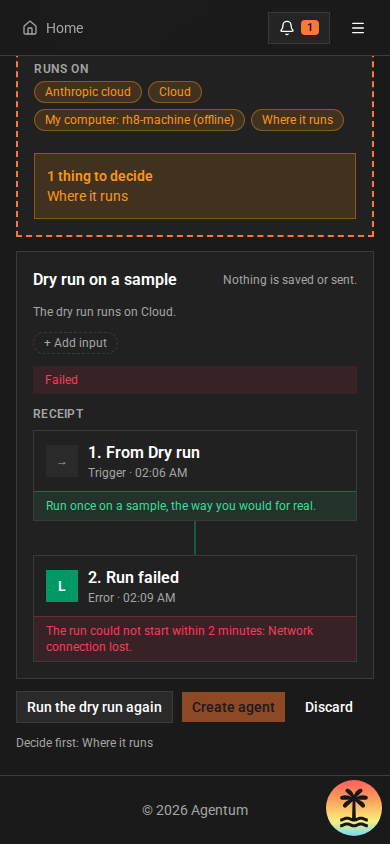 Home
1
RUNS ON
Anthropic cloud
Cloud
My computer: rh8-machine (offline)
Where it runs
1 thing to decide
Where it runs
Dry run on a sample
Nothing is saved or sent.
The dry run runs on Cloud.
+ Add input
Failed
RECEIPT
→
1. From Dry run
Trigger · 02:06 AM
Run once on a sample, the way you would for real.
L
2. Run failed
Error · 02:09 AM
The run could not start within 2 minutes: Network
connection lost.
Run the dry run again
Create agent
Discard
Decide first: Where it runs
© 2026 Agentum